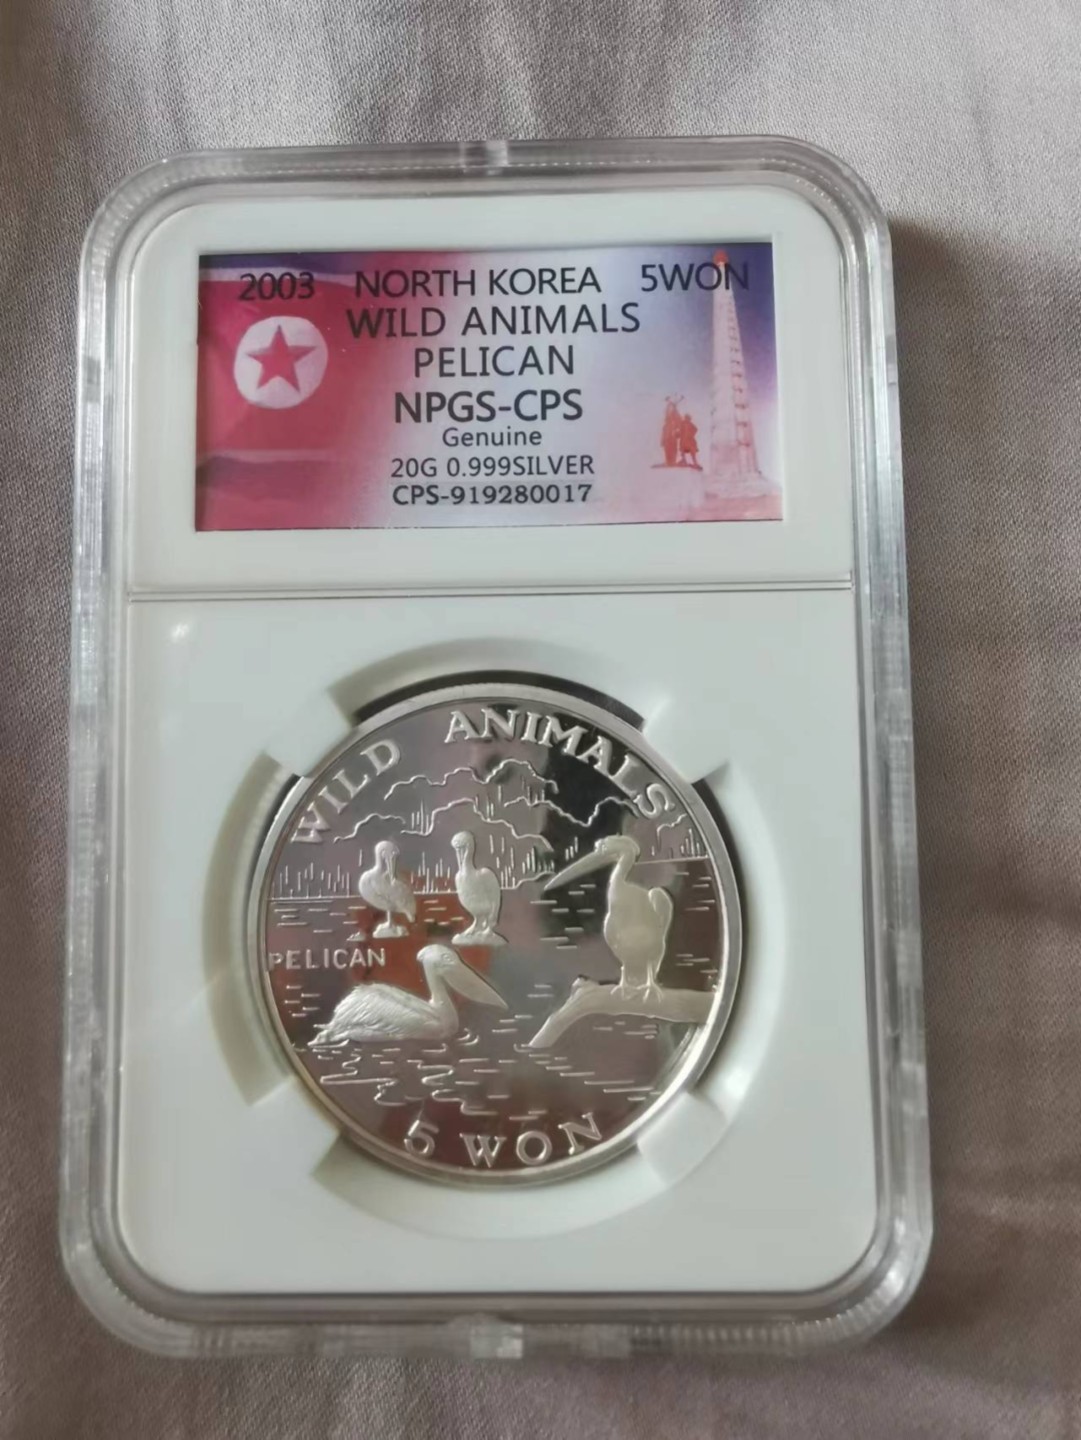 2003 NORTH KOREA 5WON
WILD ANIMALS
PELICAN
NPGS-CPS
Genuine
20G 0.999SILVER
CPS-919280017
WILD ANIMALS
PELICAN
5 WON